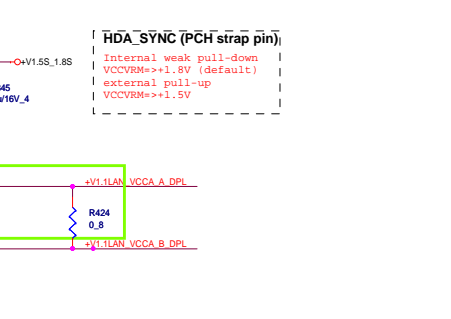 HDA_SYNC (PCH strap pin)
Internal weak pull-down
VCCVRM=>+1.8V (default)
external pull-up
VCCVRM=>+1.5V
+V1.5S_1.8S
/16V_4
+V1.1LAN_VCCA_A_DPL
R424
0_8
+V1.1LAN_VCCA_B_DPL